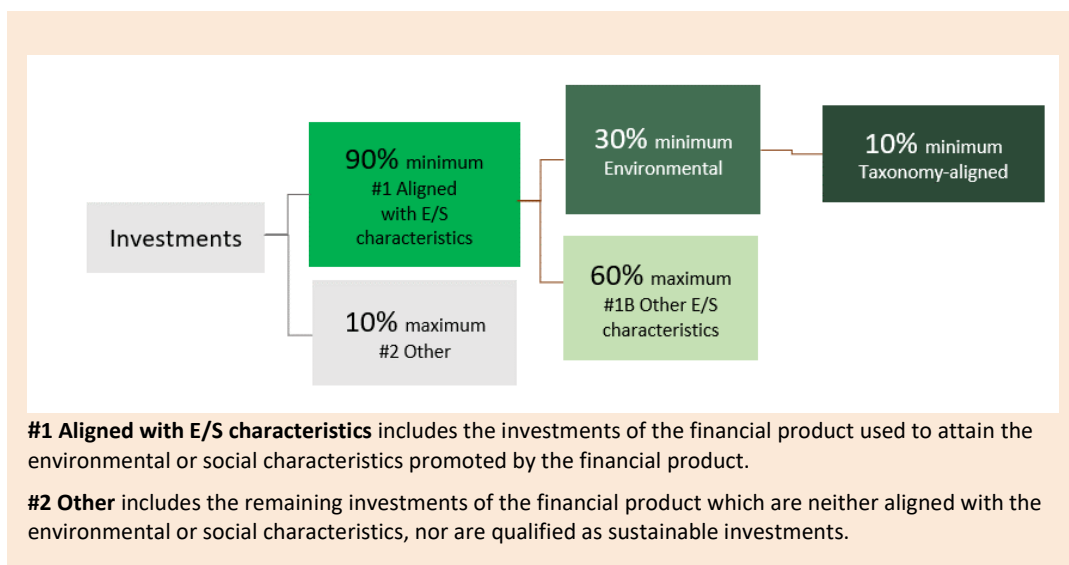 Investments
90% minimum
#1 Aligned
with E/S
characteristics
10% maximum
#2 Other
30% minimum
Environmental
60% maximum
#1B Other E/S
characteristics
10% minimum
Taxonomy-aligned
#1 Aligned with E/S characteristics includes the investments of the financial product used to attain the
environmental or social characteristics promoted by the financial product.
#2 Other includes the remaining investments of the financial product which are neither aligned with the
environmental or social characteristics, nor are qualified as sustainable investments.